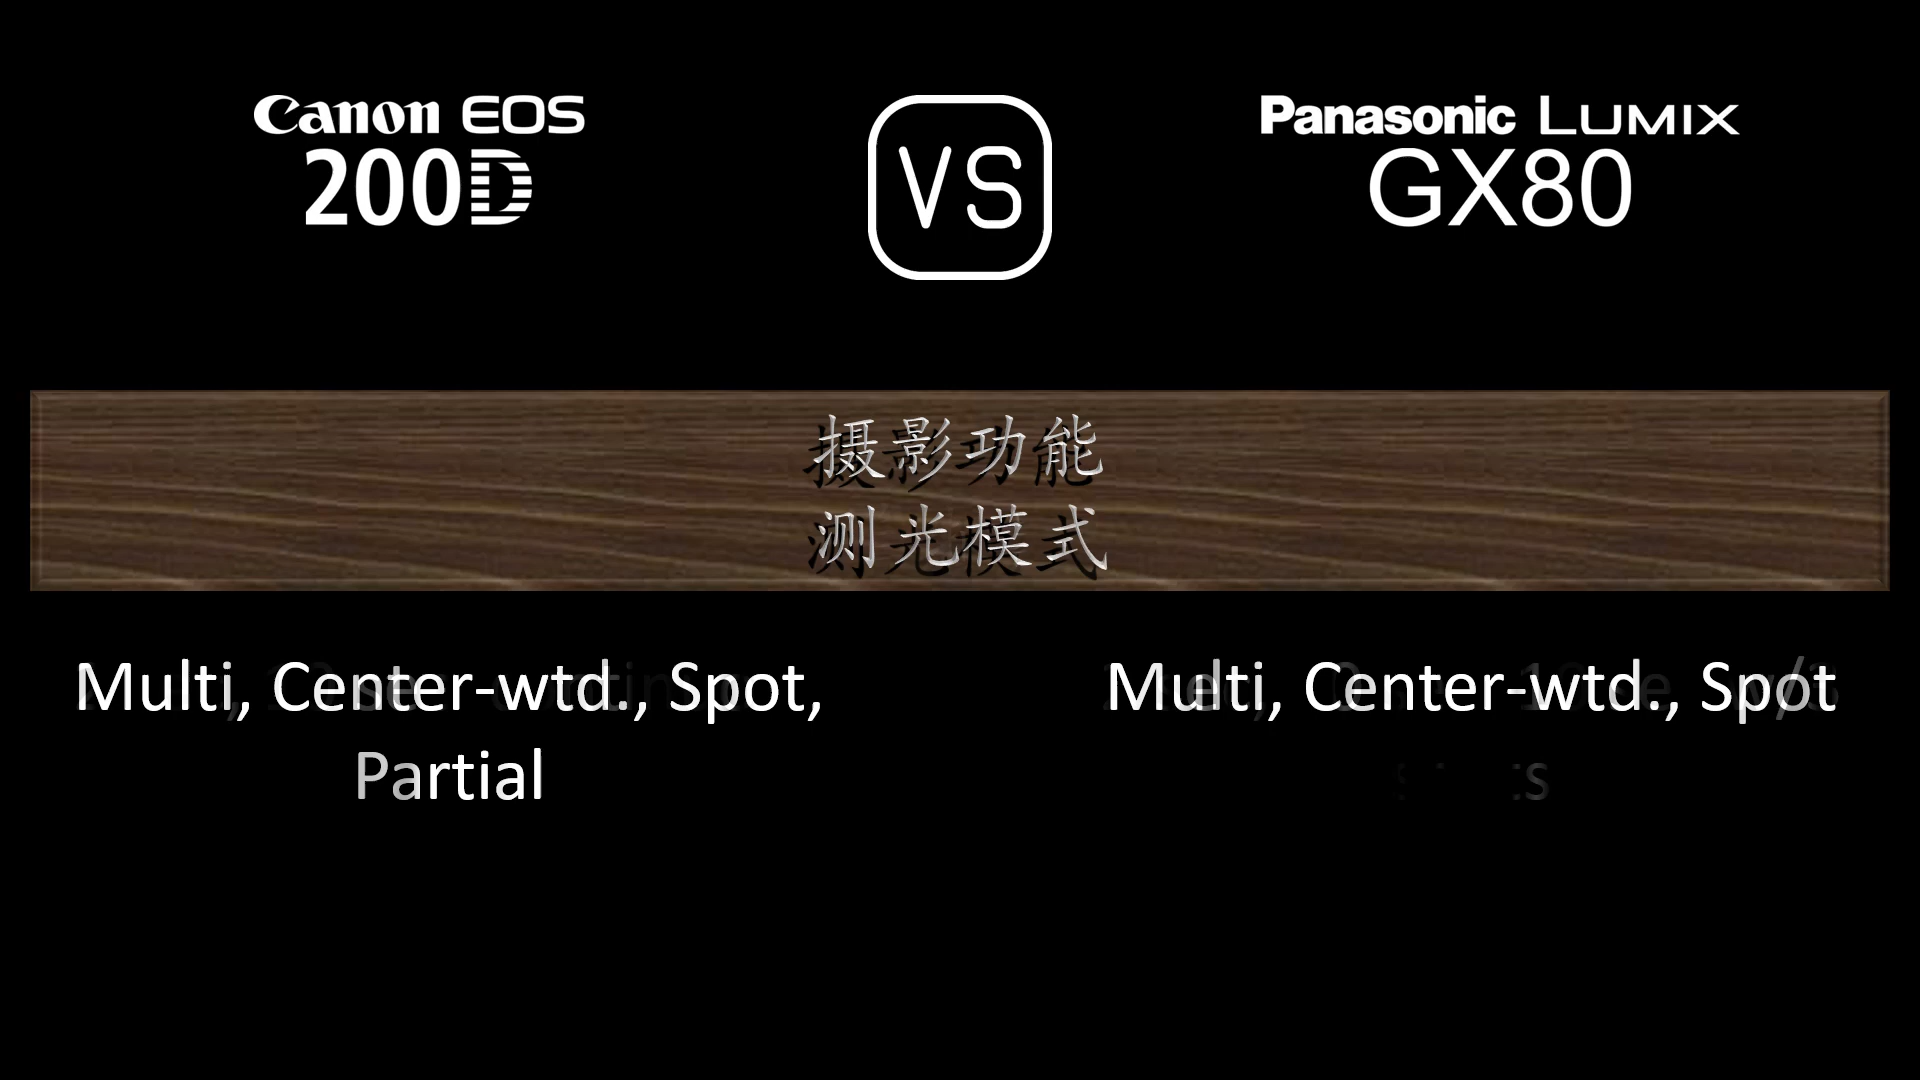 Canon EOS
200D
VS
Panasonic LUMIX
GX80
摄影功能
测光模式
Multi, Center-wtd., Spot,
Partial
Multi, Center-wtd., Spot